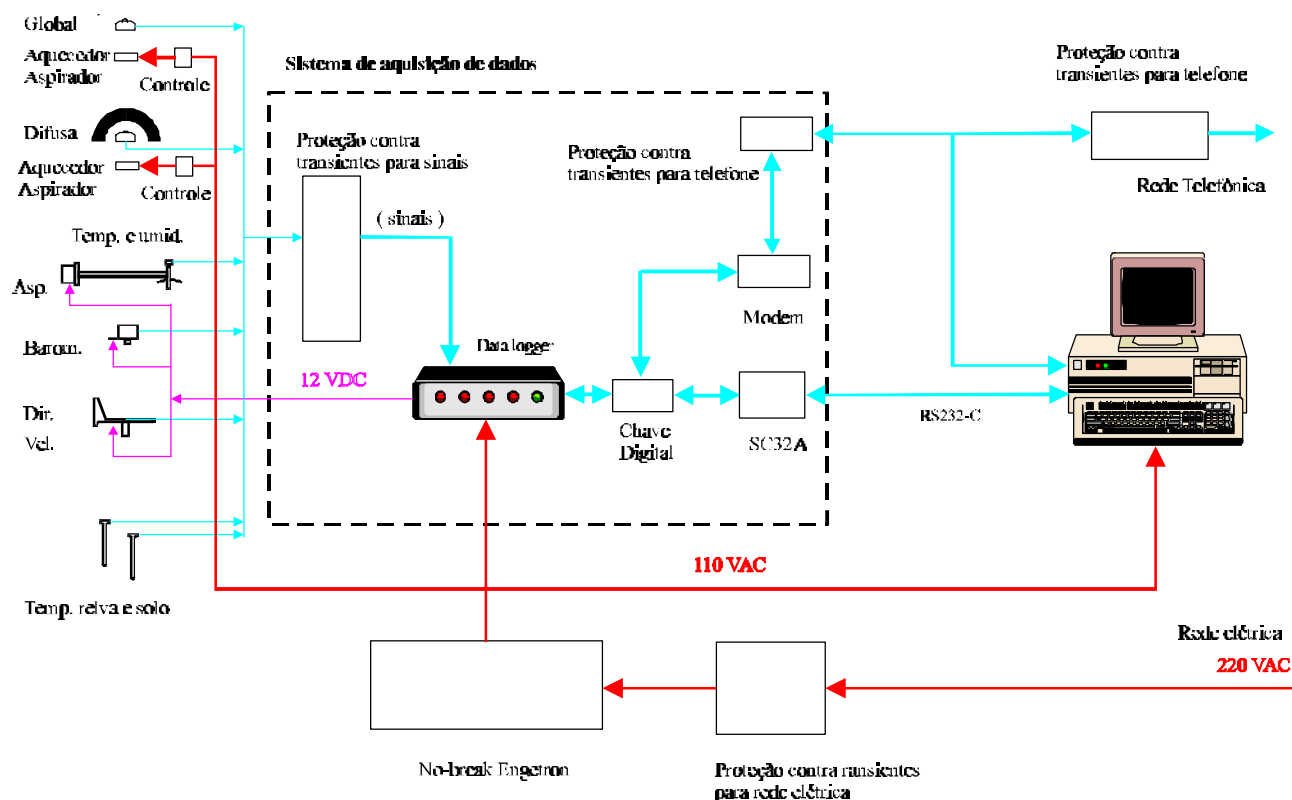 Global
Aquecedor
Aspirador
Controle
Difusa
Aquecedor
Aspirador
Controle
Temp. e umid.
Asp.
Barom.
Dir.
Vel.
Temp. relva e solo
Sistema de aquisição de dados
Proteção contra
transientes para sinais
( sinais )
12 VDC
Data logger
Proteção contra
transientes para telefone
Modem
Chave
Digital
SC32A
RS232-C
Proteção contra
transientes para telefone
Rede Telefônica
110 VAC
Rede elétrica
220 VAC
No-break Engetron
Proteção contra ransientes
para rede elétrica